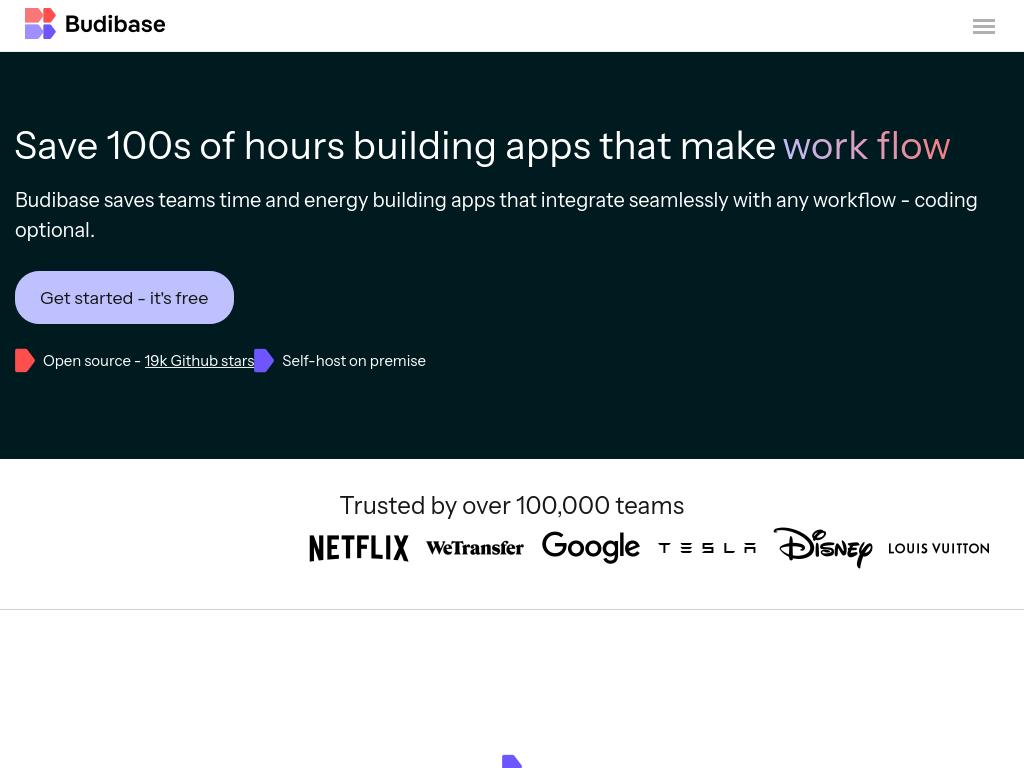 Budibase
Save 100s of hours building apps that make work flow
Budibase saves teams time and energy building apps that integrate seamlessly with any workflow - coding
optional.
Get started - it's free
Open source - 19k Github stars Self-host on premise
Trusted by over 100,000 teams
NETFLIX WeTransfer Google TESLA Disney LOUIS VUITTON